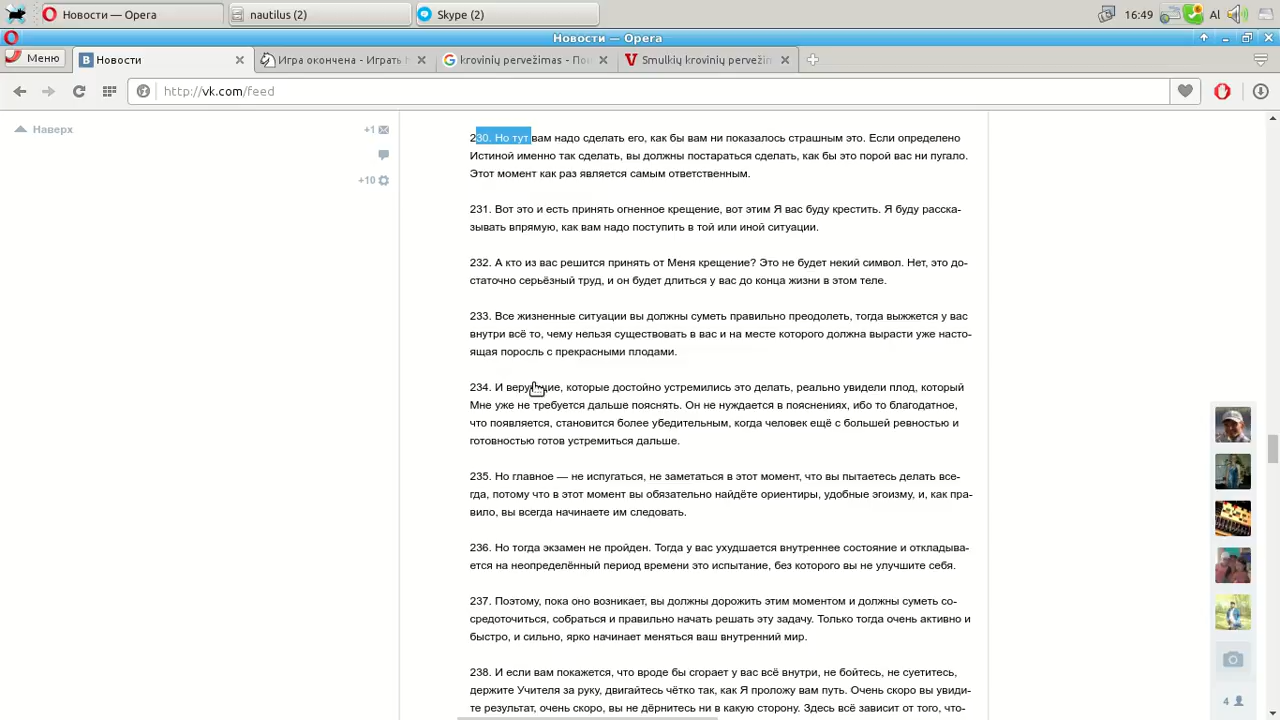 Новости — Opera
nautilus (2)
Skype (2)
16:49
Al
Новости — Opera
Меню
Новости
Игра окончена - Играть
krovinių pervežimas - По
Smulkių krovinių pervežim
http://vk.com/feed
Наверх
+1
+10
230. Но тут вам надо сделать его, как бы вам ни показалось страшным это. Если определено
Истиной именно так сделать, вы должны постараться сделать, как бы это порой вас ни пугало.
Этот момент как раз является самым ответственным.
231. Вот это и есть принять огненное крещение, вот этим Я вас буду крестить. Я буду расска-
зывать впрямую, как вам надо поступить в той или иной ситуации.
232. А кто из вас решится принять от Меня крещение? Это не будет некий символ. Нет, это до-
статочно серьёзный труд, и он будет длиться у вас до конца жизни в этом теле.
233. Все жизненные ситуации вы должны суметь правильно преодолеть, тогда выжжется у вас
внутри всё то, чему нельзя существовать в вас и на месте которого должна вырасти уже насто-
ящая поросль с прекрасными плодами.
234. И верующие, которые достойно устремились это делать, реально увидели плод, который
Мне уже не требуется дальше пояснять. Он не нуждается в пояснениях, ибо то благодатное,
что появляется, становится более убедительным, когда человек ещё с большей ревностью и
готовностью готов устремиться дальше.
235. Но главное — не испугаться, не заметаться в этот момент, что вы пытаетесь делать все-
гда, потому что в этот момент вы обязательно найдёте ориентиры, удобные эгоизму, и, как пра-
вило, вы всегда начинаете им следовать.
236. Но тогда экзамен не пройден. Тогда у вас ухудшается внутреннее состояние и откладыва-
ется на неопределённый период времени это испытание, без которого вы не улучшите себя.
237. Поэтому, пока оно возникает, вы должны дорожить этим моментом и должны суметь со-
средоточиться, собраться и правильно начать решать эту задачу. Только тогда очень активно и
быстро, и сильно, ярко начинает меняться ваш внутренний мир.
238. И если вам покажется, что вроде бы сгорает у вас всё внутри, не бойтесь, не суетитесь,
держите Учителя за руку, двигайтесь чётко так, как Я проложу вам путь. Очень скоро вы увиди-
те результат, очень скоро, вы не дёрнитесь ни в какую сторону. Здесь всё зависит от того, что-
4